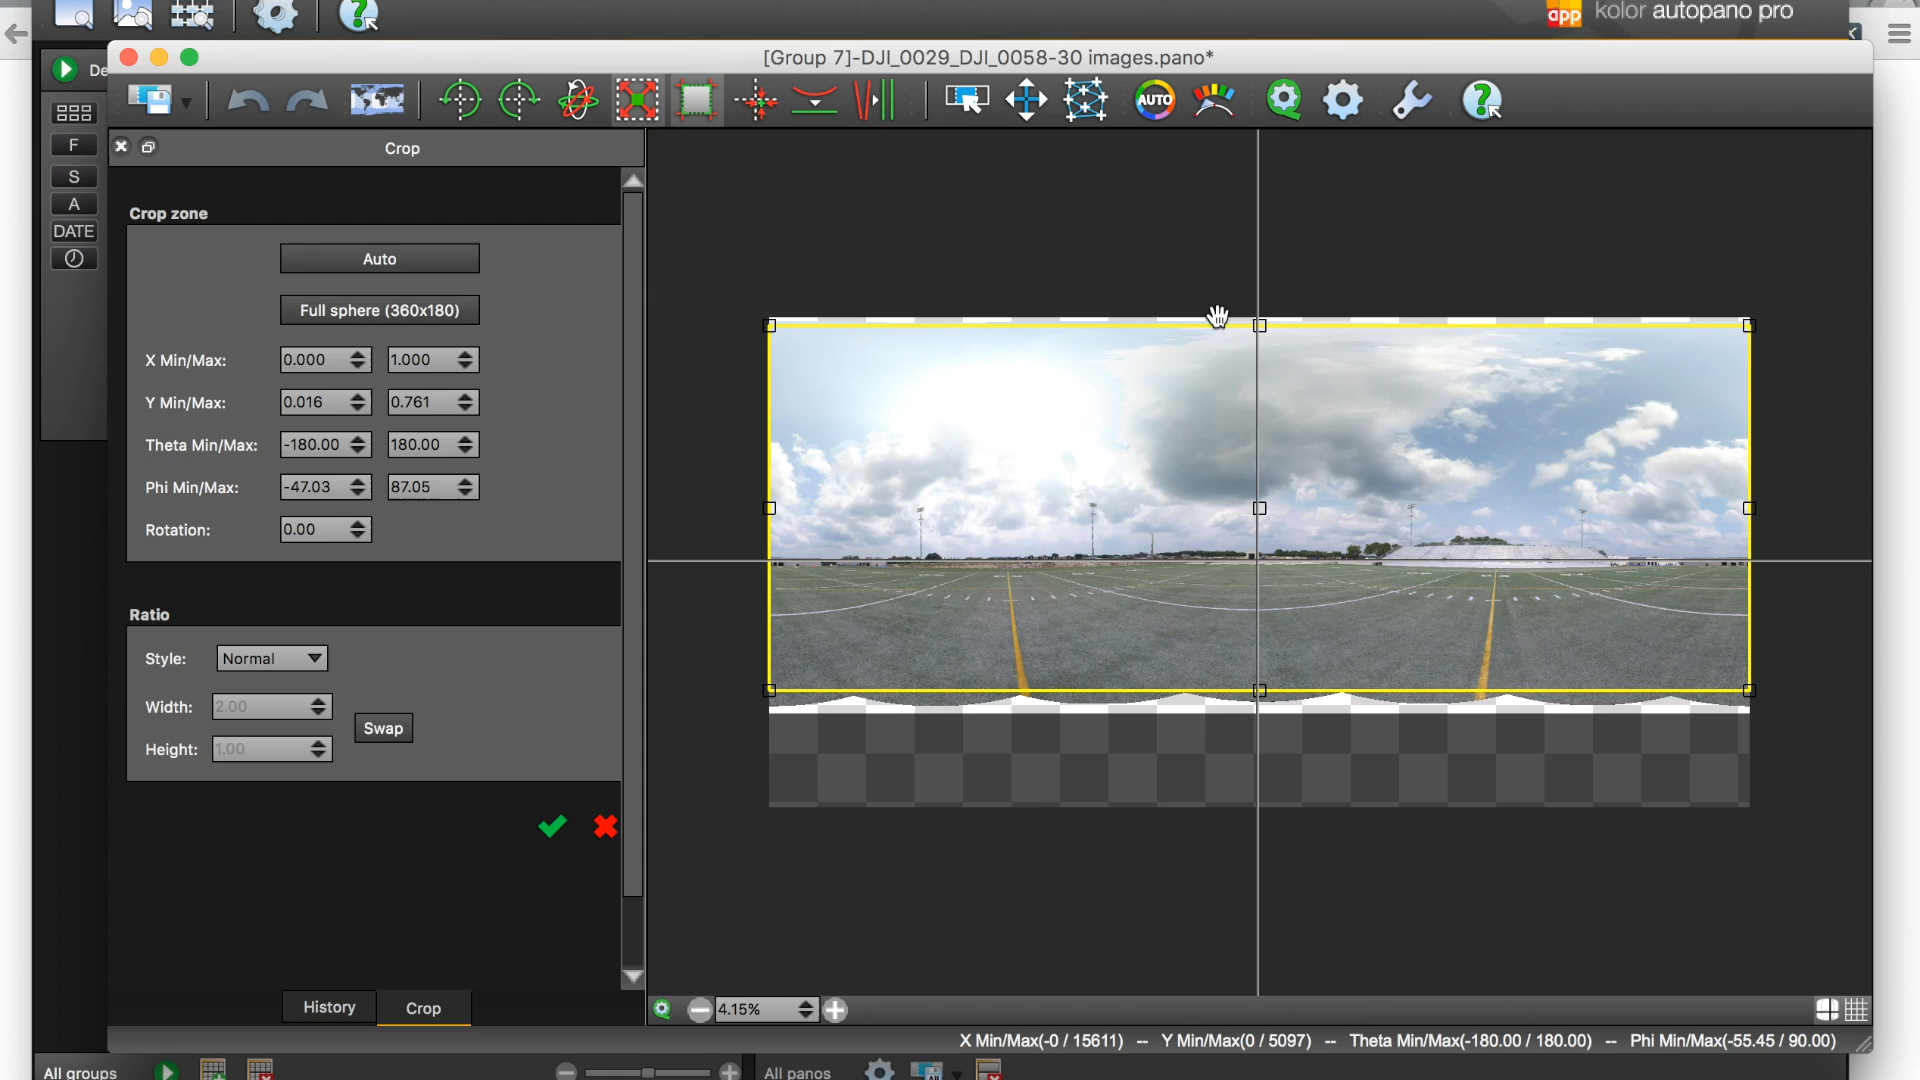 kolor autopano pro
app
[Group 7]-DJI_0029_DJI_0058-30 images.pano*
De
AUTO
F
S
A
DATE
Crop
Crop zone
Auto
Full sphere (360x180)
X Min/Max: 0.000 1.000
Y Min/Max: 0.016 0.761
Theta Min/Max: -180.00 180.00
Phi Min/Max: -47.03 87.05
Rotation: 0.00
Ratio
Style: Normal
Width: 2.00
Swap
Height: 1.00
History Crop
4.15%
X Min/Max(-0 / 15611) -- Y Min/Max(0 / 5097) -- Theta Min/Max(-180.00 / 180.00) -- Phi Min/Max(-55.45 / 90.00)
All groups
All panos